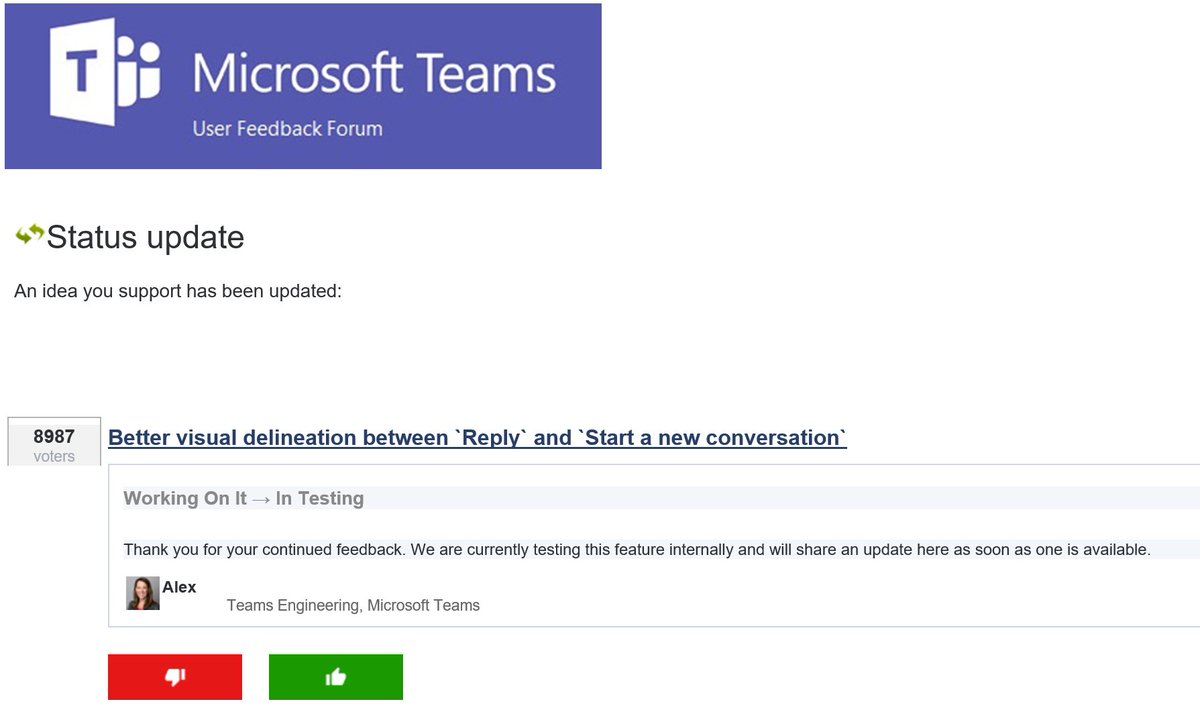 Microsoft Teams
User Feedback Forum
Status update
An idea you support has been updated:
8987
voters
Better visual delineation between `Reply` and `Start a new conversation`
Working On It → In Testing
Thank you for your continued feedback. We are currently testing this feature internally and will share an update here as soon as one is available.
Alex
Teams Engineering, Microsoft Teams